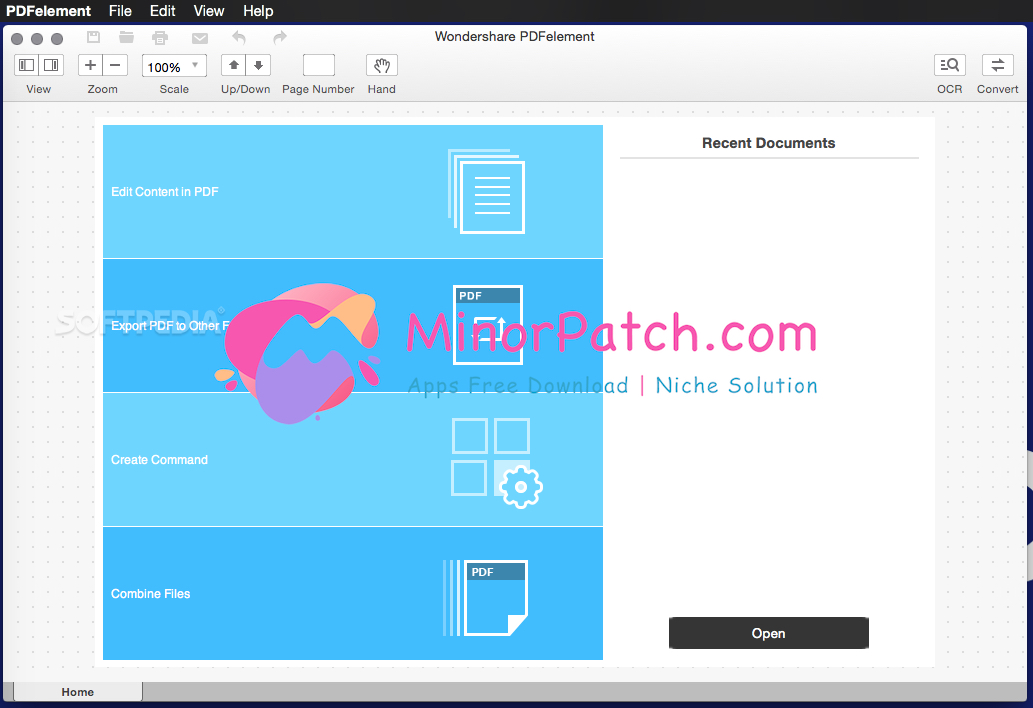 PDFelement File Edit View Help
Wondershare PDFelement
100%
View Zoom Scale Up/Down Page Number Hand OCR Convert
Recent Documents
Edit Content in PDF
PDF
SOFTPEDIA®
Export PDF to Other F
MinorPatch.com
Apps Free Download | Niche Solution
Create Command
PDF
Combine Files
Open
Home